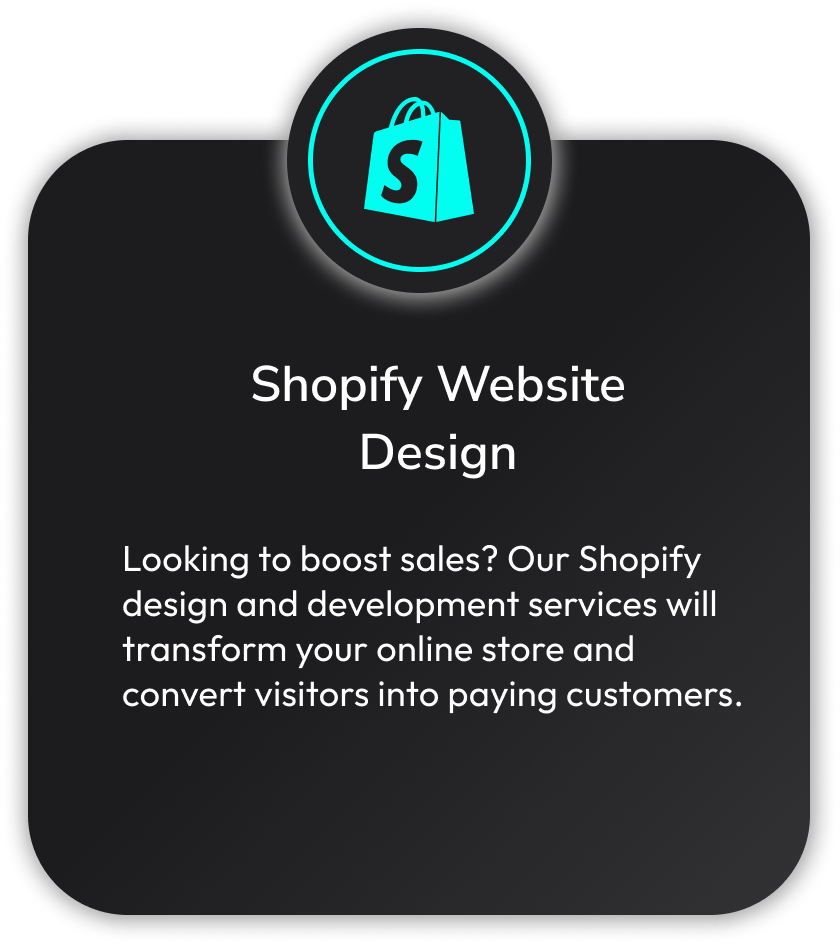 Shopify Website
Design
Looking to boost sales? Our Shopify
design and development services will
transform your online store and
convert visitors into paying customers.